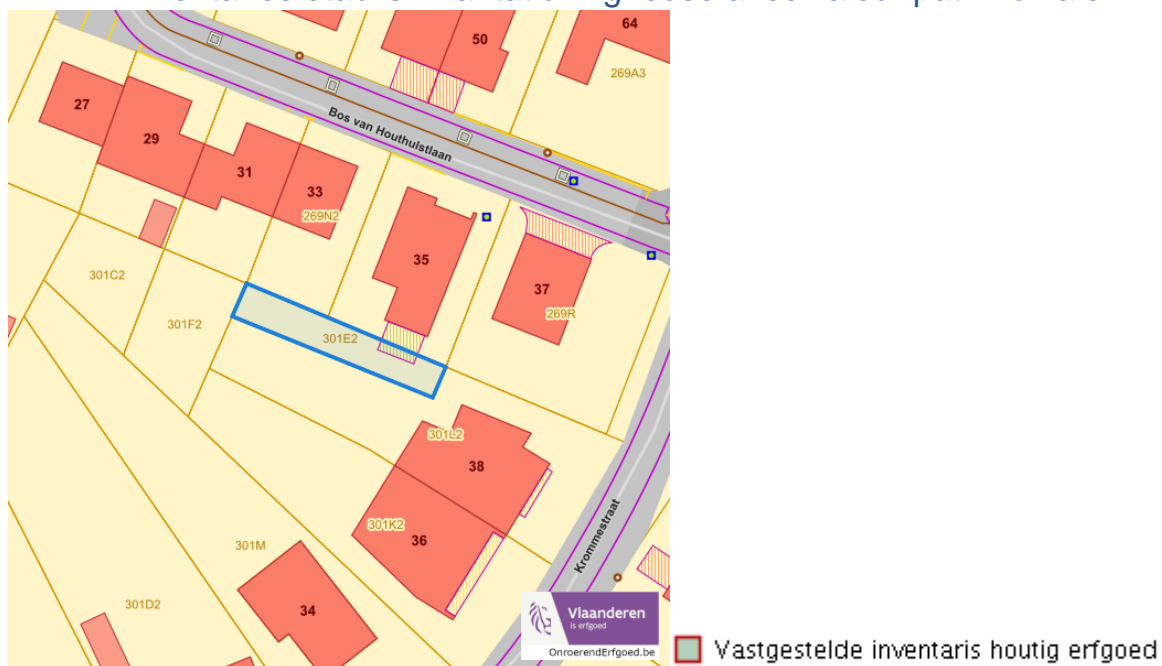 50
64
269A3
27
29
Bos van Houthulstlaan
31
33
269N2
35
301C2
37
269R
301F2
301E2
301L2
38
301K2
36
Krommestraat
301M
34
301D2
Vlaanderen
is erfgoed
OnroerendErfgoed.be
Vastgestelde inventaris houtig erfgoed